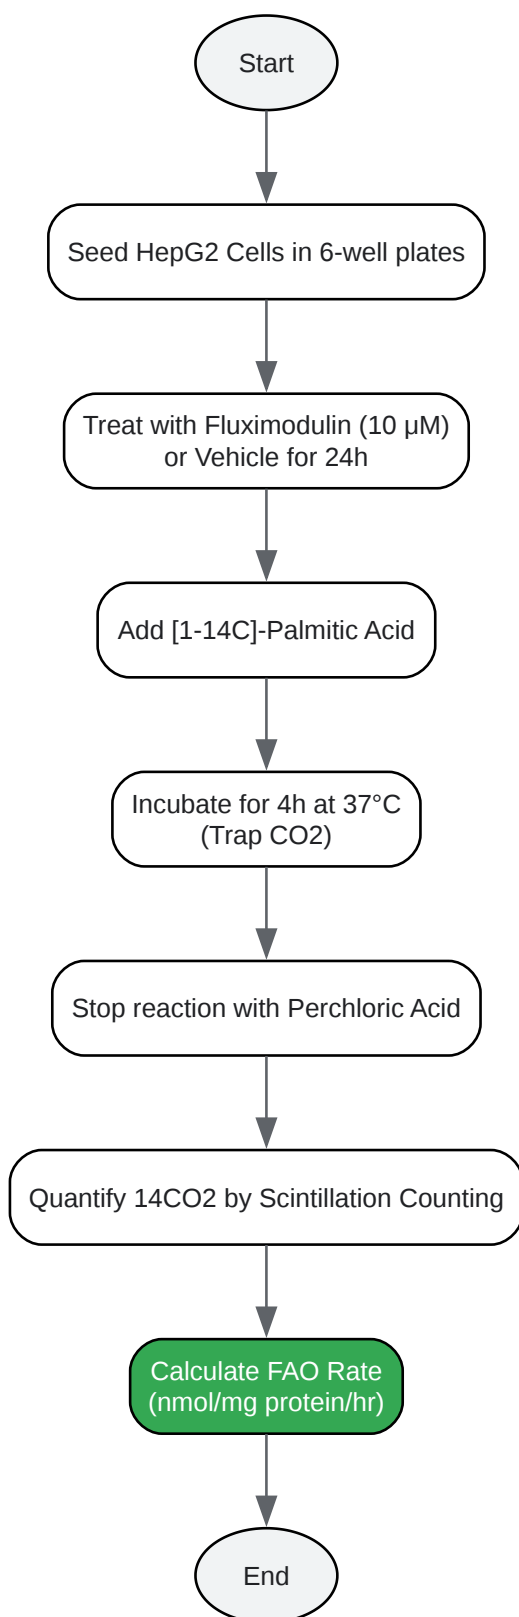 Start
Seed HepG2 Cells in 6-well plates
Treat with Fluximodulin (10 μM)
or Vehicle for 24h
Add [1-14C]-Palmitic Acid
Incubate for 4h at 37°C
(Trap CO2)
Stop reaction with Perchloric Acid
Quantify 14CO2 by Scintillation Counting
Calculate FAO Rate
(nmol/mg protein/hr)
End